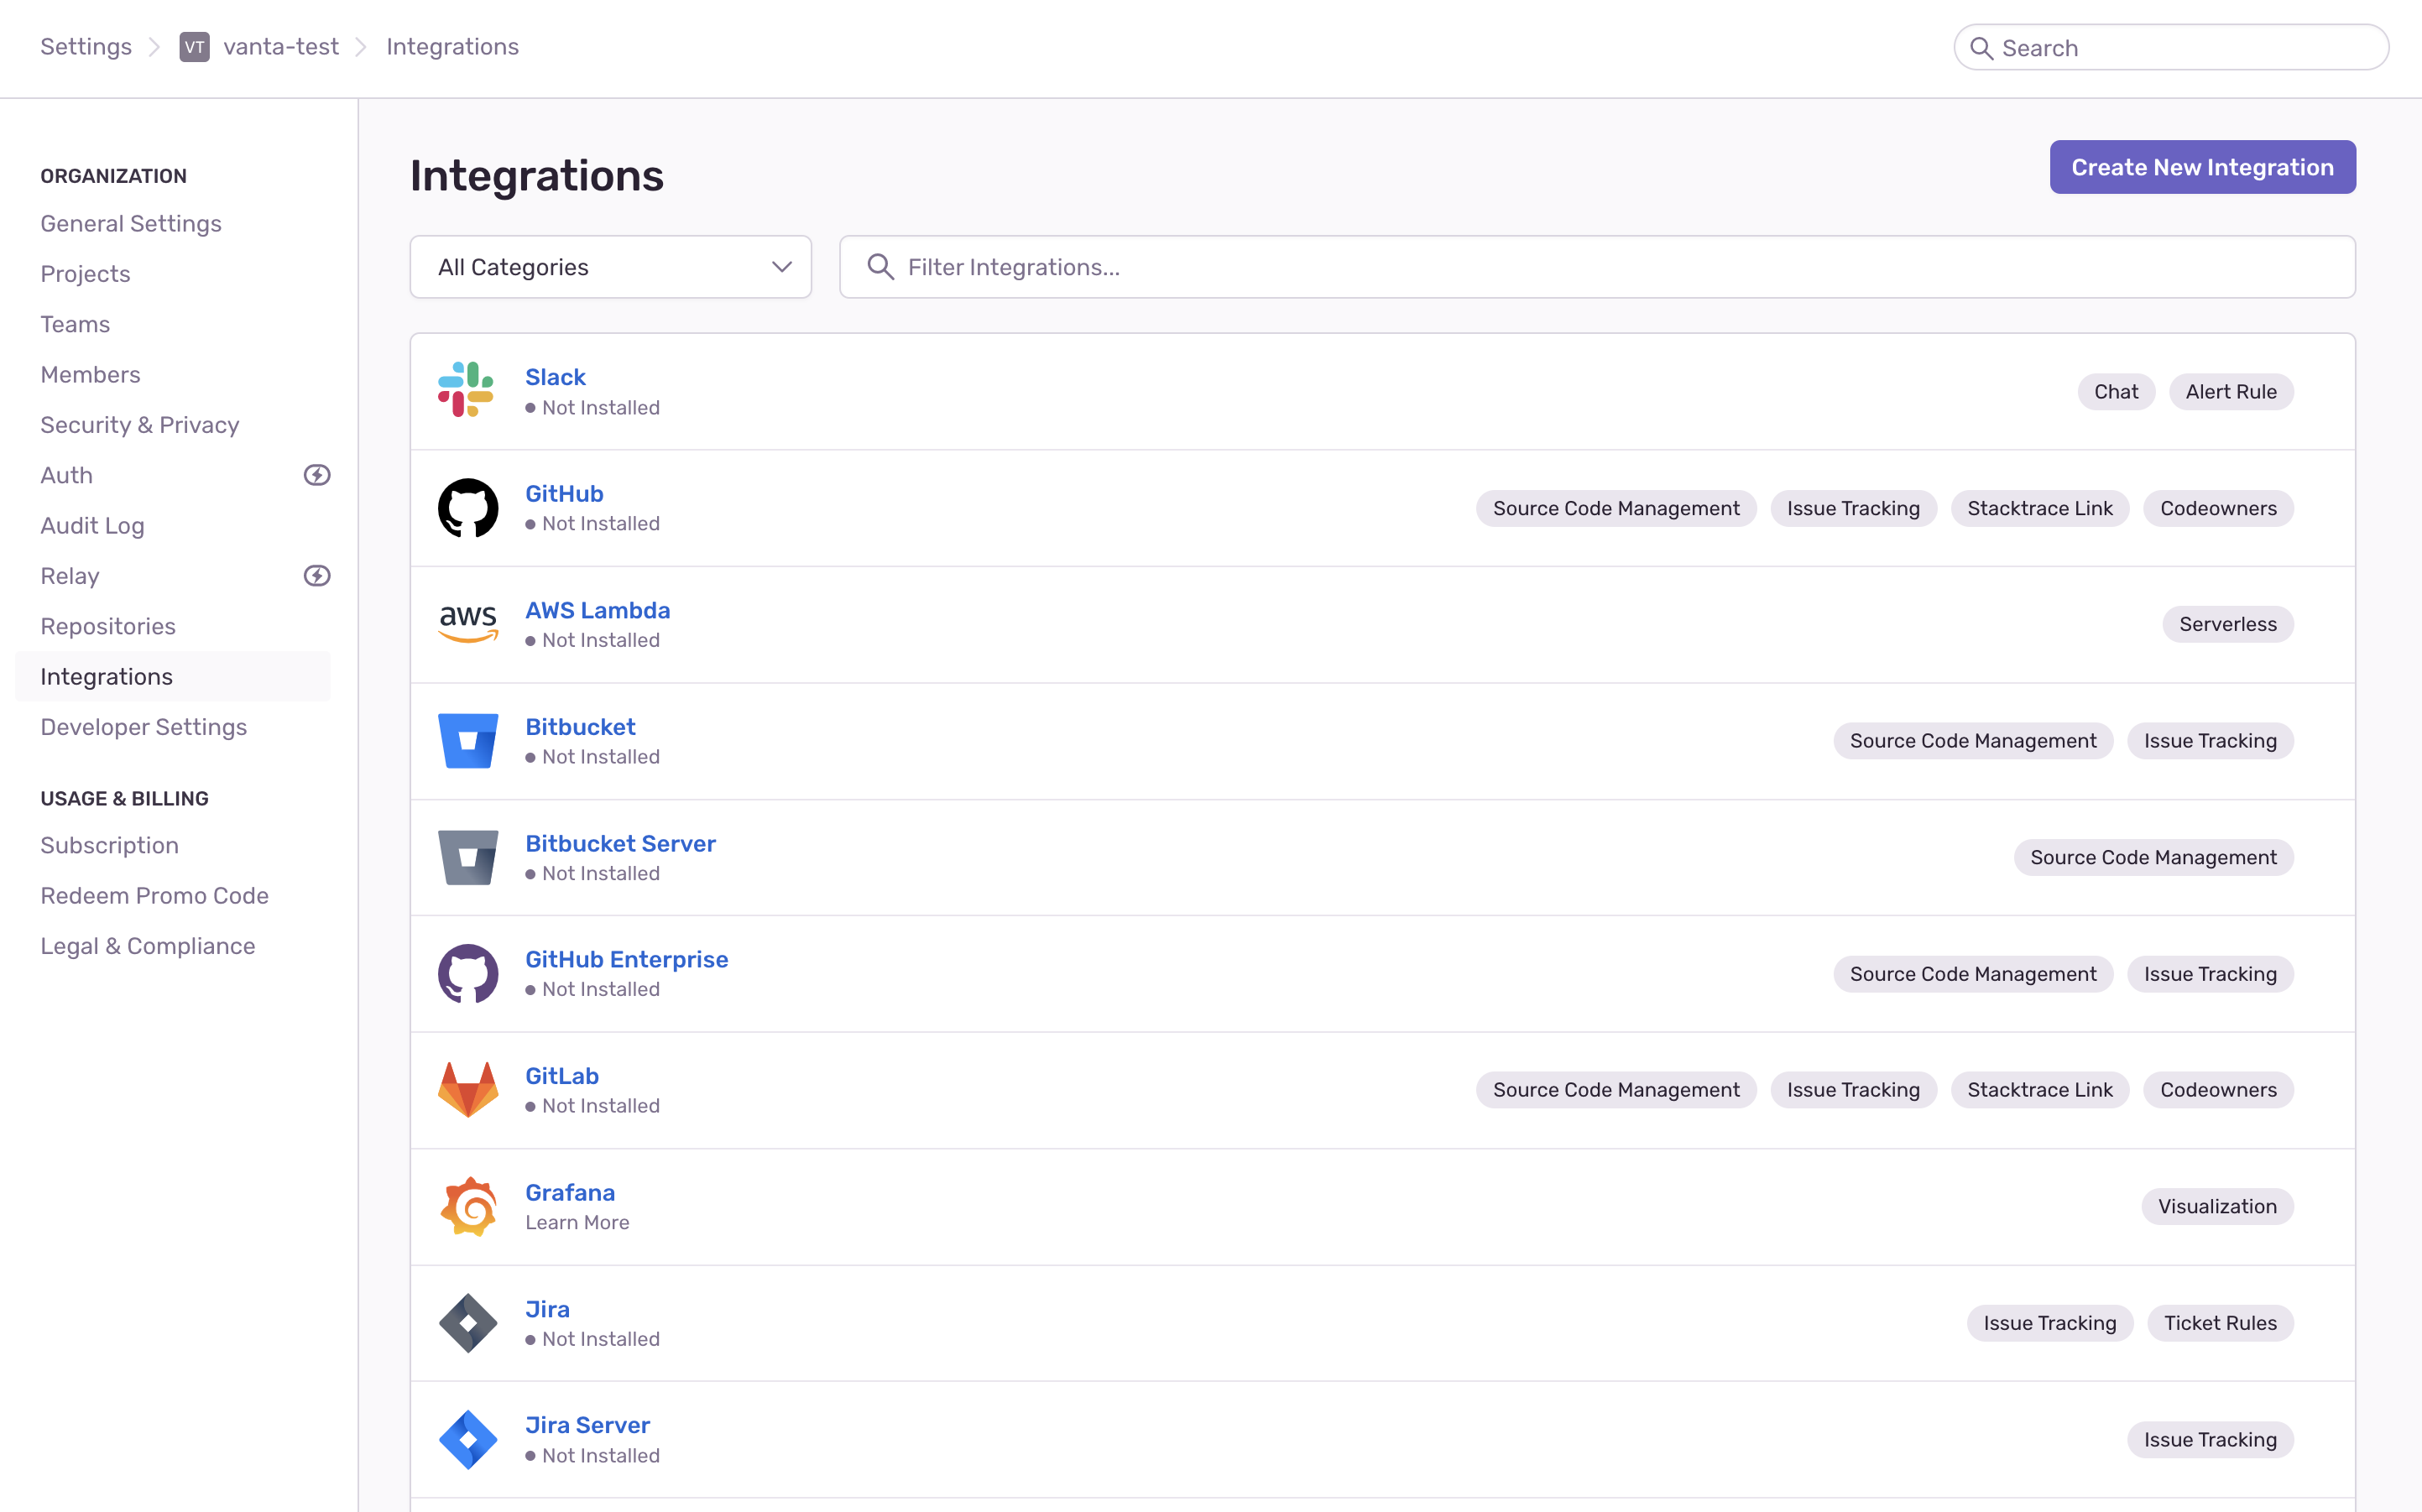 Settings
VT
vanta-test
Integrations
Search
ORGANIZATION
General Settings
Projects
Teams
Members
Security & Privacy
Auth
Audit Log
Relay
Repositories
Integrations
Developer Settings
USAGE & BILLING
Subscription
Redeem Promo Code
Legal & Compliance
Integrations
Create New Integration
All Categories
Filter Integrations...
Slack
Not Installed
Chat
Alert Rule
GitHub
Not Installed
Source Code Management
Issue Tracking
Stacktrace Link
Codeowners
aws
AWS Lambda
Not Installed
Serverless
Bitbucket
Not Installed
Source Code Management
Issue Tracking
Bitbucket Server
Not Installed
Source Code Management
GitHub Enterprise
Not Installed
Source Code Management
Issue Tracking
GitLab
Not Installed
Source Code Management
Issue Tracking
Stacktrace Link
Codeowners
Grafana
Learn More
Visualization
Jira
Not Installed
Issue Tracking
Ticket Rules
Jira Server
Not Installed
Issue Tracking